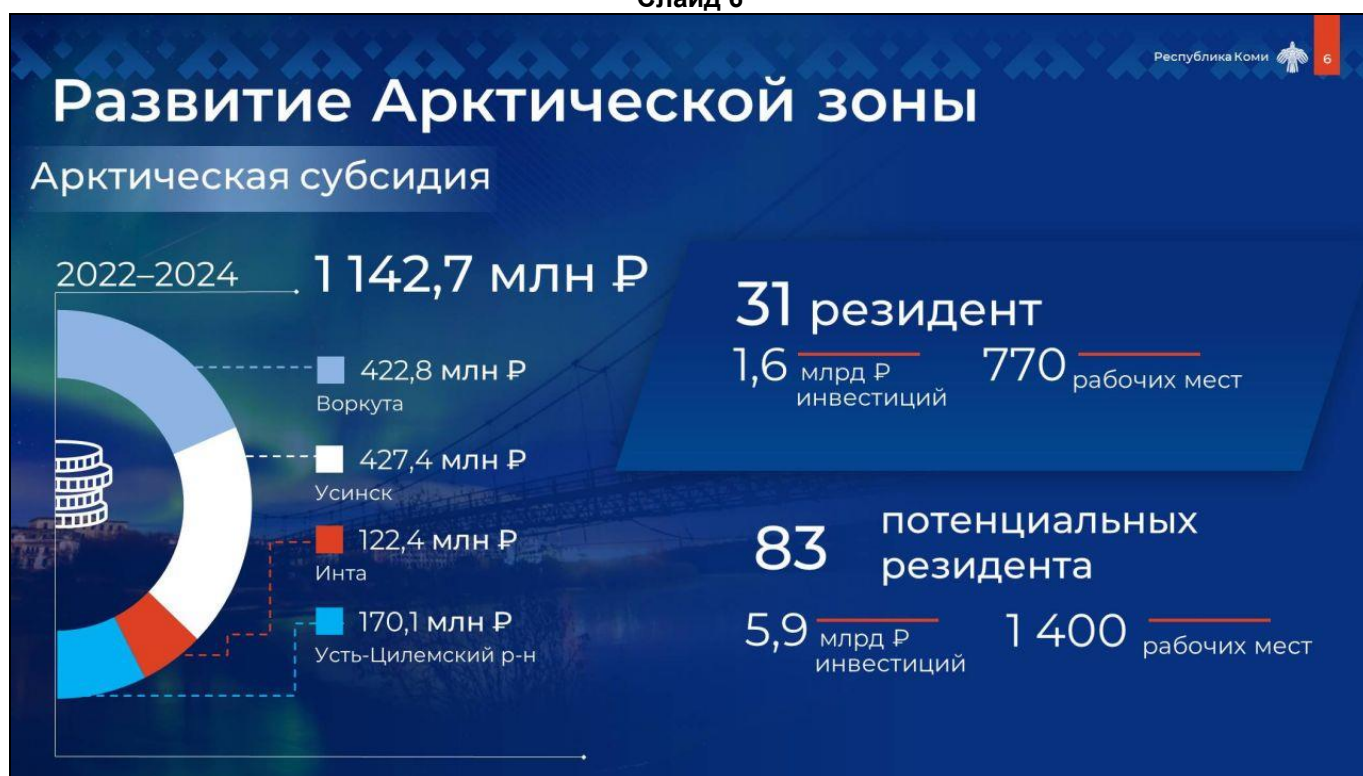 Слайд 6
Республика Коми
6
Развитие Арктической зоны
Арктическая субсидия
2022–2024
1 142,7 млн ₽
422,8 млн ₽
Воркута
427,4 млн ₽
Усинск
122,4 млн ₽
Инта
170,1 млн ₽
Усть-Цилемский р-н
31 резидент
1,6 млрд ₽
инвестиций
770 рабочих мест
83 потенциальных
резидента
5,9 млрд ₽
инвестиций
1 400 рабочих мест